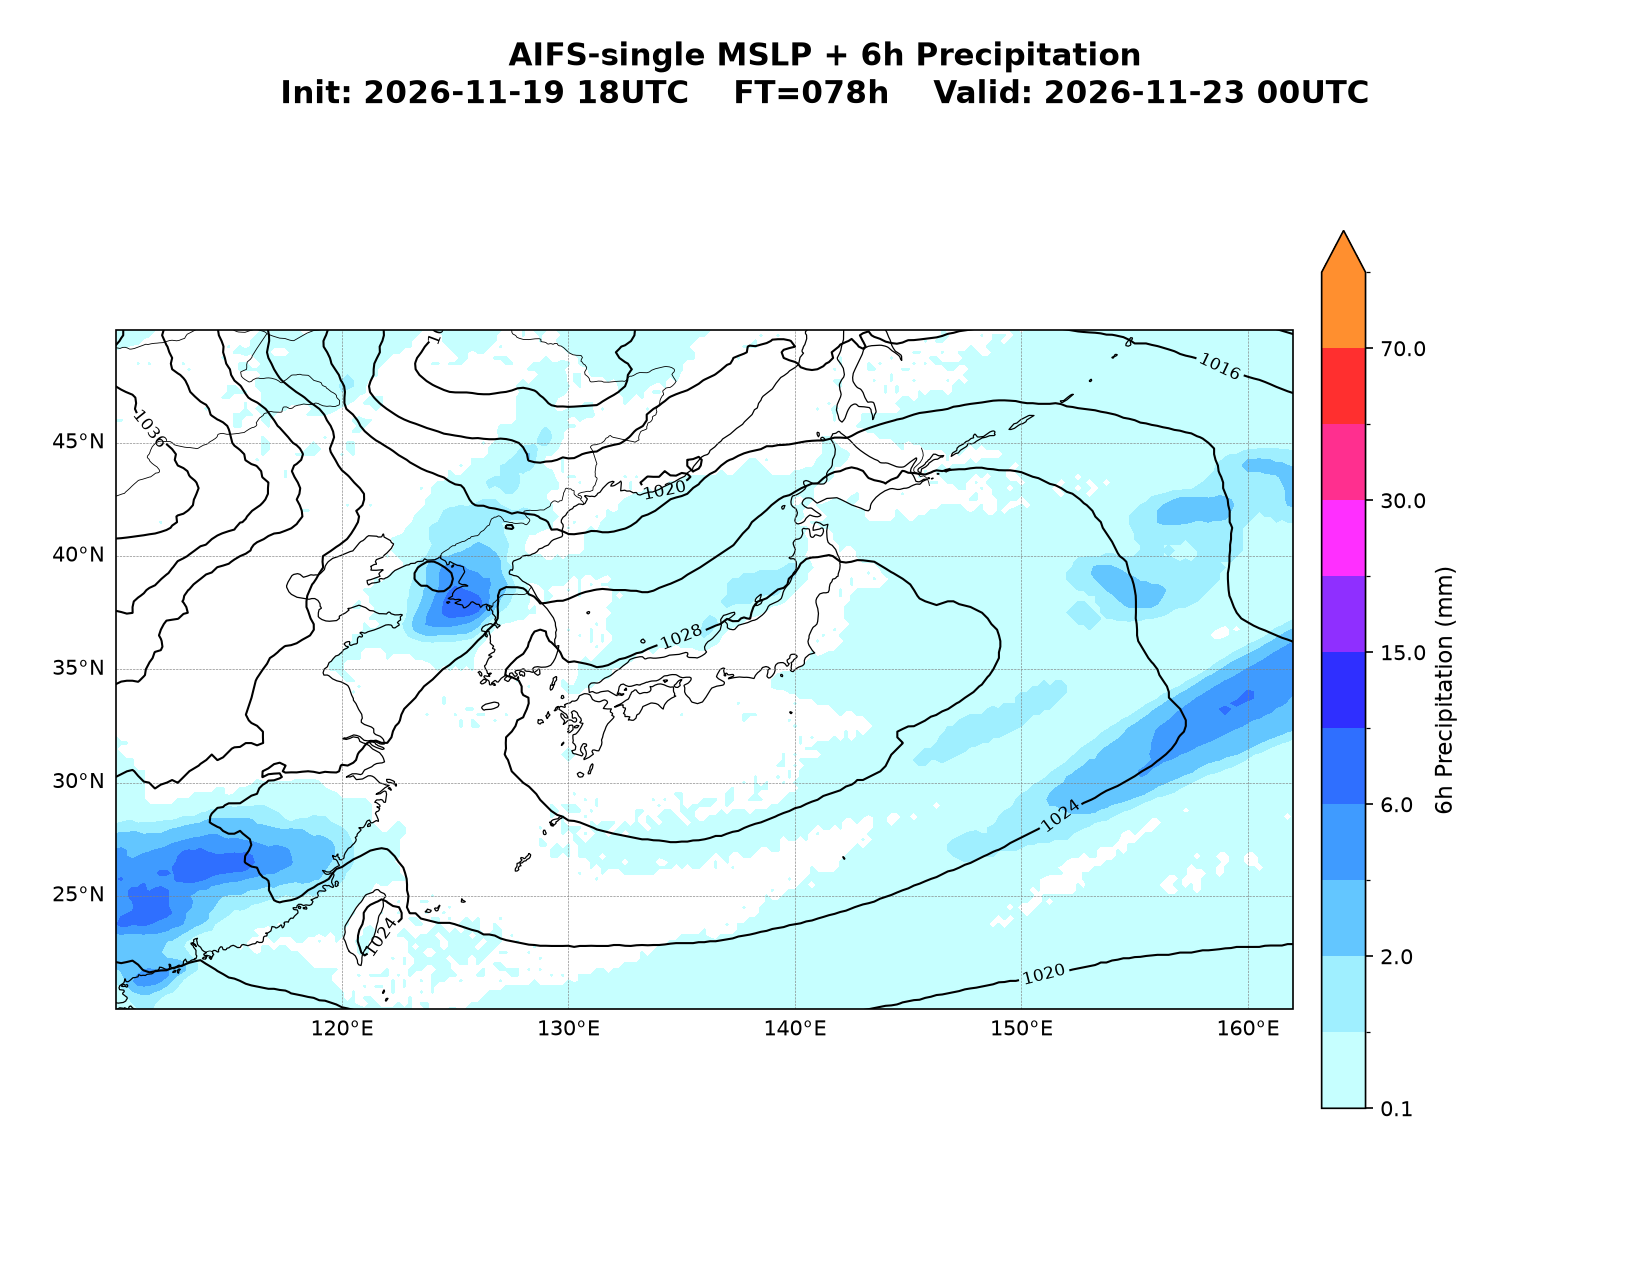 AIFS-single MSLP + 6h Precipitation
Init: 2026-11-19 18UTC FT=078h Valid: 2026-11-23 00UTC
1016
1036
1020
1028
1024
1024
1020
45°N
40°N
35°N
30°N
25°N
120°E
130°E
140°E
150°E
160°E
70.0
30.0
15.0
6.0
2.0
0.1
6h Precipitation (mm)